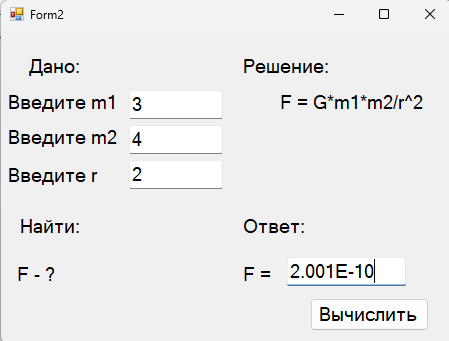 Form2
Дано:
Решение:
Введите m1 3
F = G*m1*m2/r^2
Введите m2 4
Введите r 2
Найти:
Ответ:
F - ?
F = 2.001E-10
Вычислить